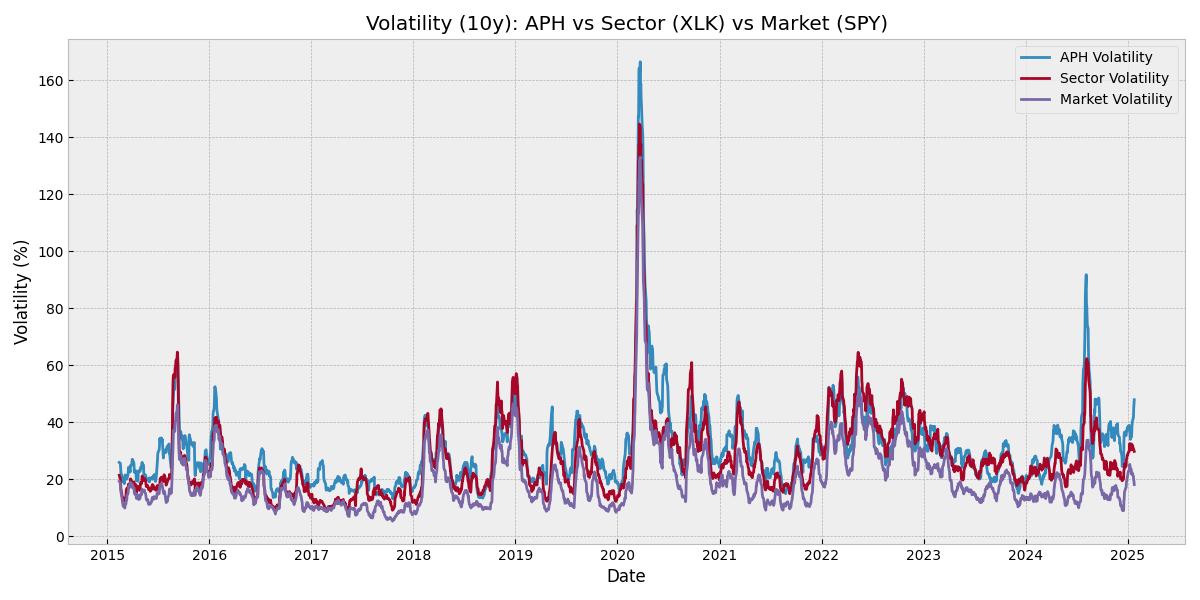 Volatility (10y): APH vs Sector (XLK) vs Market (SPY)
APH Volatility
Sector Volatility
Market Volatility
Volatility (%)
160
140
120
100
80
60
40
20
0
2015 2016 2017 2018 2019 2020 2021 2022 2023 2024 2025
Date